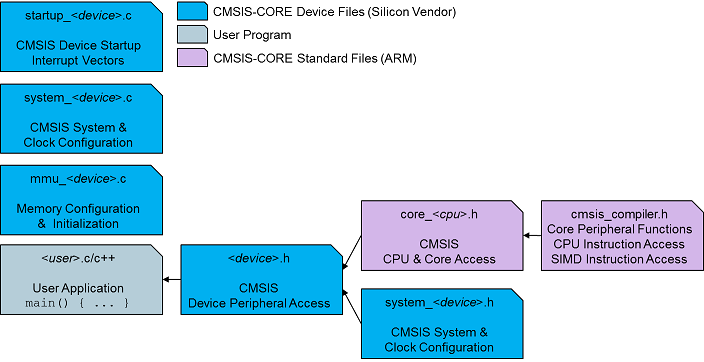 startup_<device>.c
CMSIS Device Startup
Interrupt Vectors
CMSIS-CORE Device Files (Silicon Vendor)
User Program
CMSIS-CORE Standard Files (ARM)
system_<device>.c
CMSIS System &
Clock Configuration
mmu_<device>.c
Memory Configuration
& Initialization
<user>.c/c++
User Application
main() { ... }
<device>.h
CMSIS
Device Peripheral Access
core_<cpu>.h
CMSIS
CPU & Core Access
cmsis_compiler.h
Core Peripheral Functions
CPU Instruction Access
SIMD Instruction Access
system_<device>.h
CMSIS System &
Clock Configuration